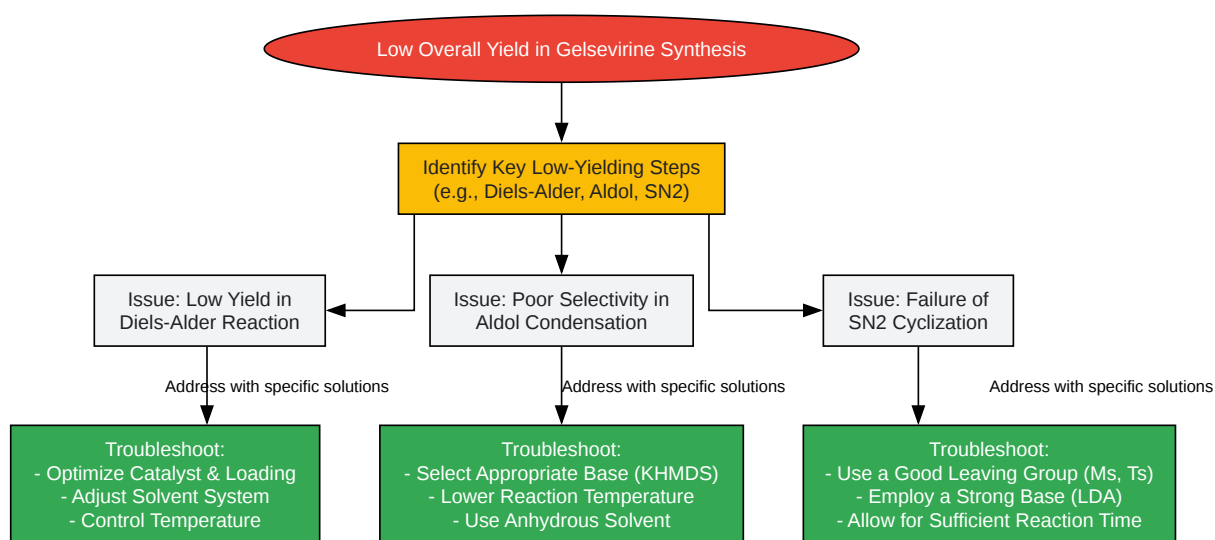 Low Overall Yield in Gelsevirine Synthesis
Identify Key Low-Yielding Steps
(e.g., Diels-Alder, Aldol, SN2)
Issue: Low Yield in
Diels-Alder Reaction
Issue: Poor Selectivity in
Aldol Condensation
Issue: Failure of
SN2 Cyclization
Address with specific solutions
Address with specific solutions
Address with specific solutions
Troubleshoot:
- Optimize Catalyst & Loading
- Adjust Solvent System
- Control Temperature
Troubleshoot:
- Select Appropriate Base (KHMDS)
- Lower Reaction Temperature
- Use Anhydrous Solvent
Troubleshoot:
- Use a Good Leaving Group (Ms, Ts)
- Employ a Strong Base (LDA)
- Allow for Sufficient Reaction Time